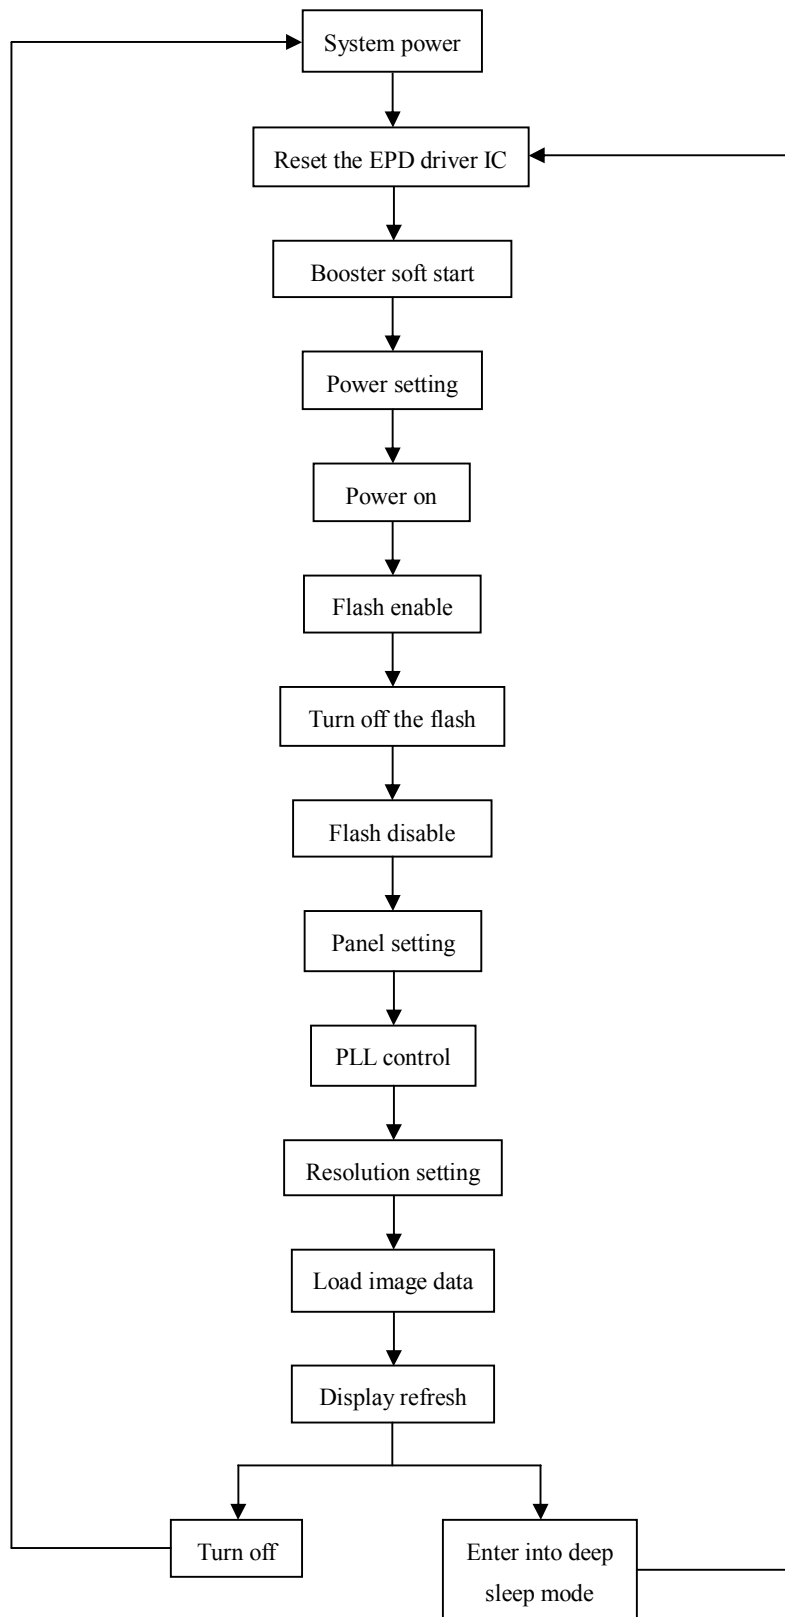 System power
Reset the EPD driver IC
Booster soft start
Power setting
Power on
Flash enable
Turn off the flash
Flash disable
Panel setting
PLL control
Resolution setting
Load image data
Display refresh
Turn off
Enter into deep
sleep mode